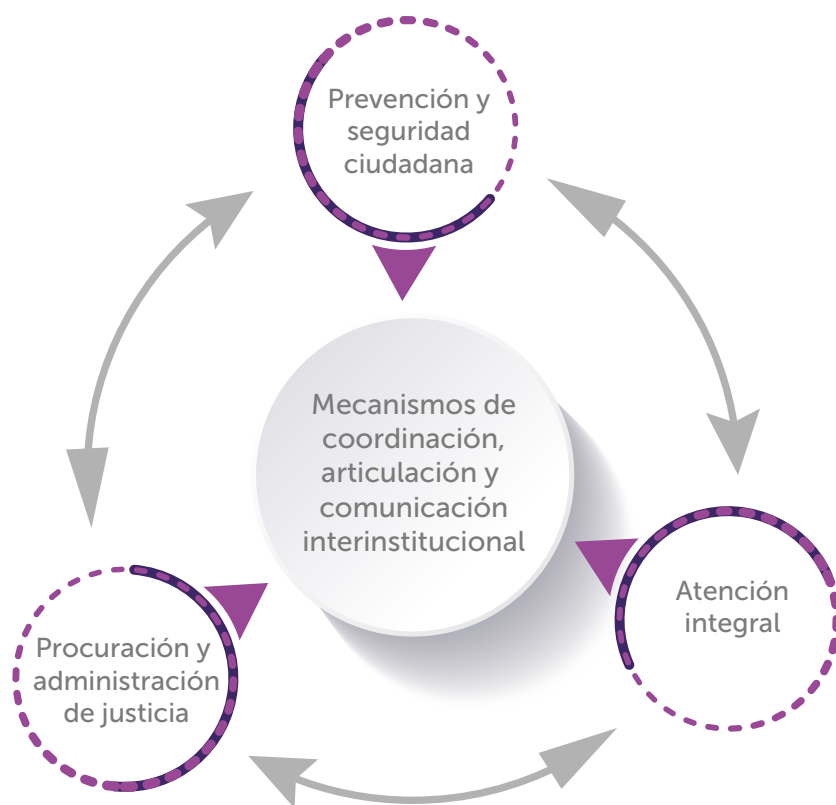 Prevención y
seguridad
ciudadana
Mecanismos de
coordinación,
articulación y
comunicación
interinstitucional
Atención
integral
Procuración y
administración
de justicia